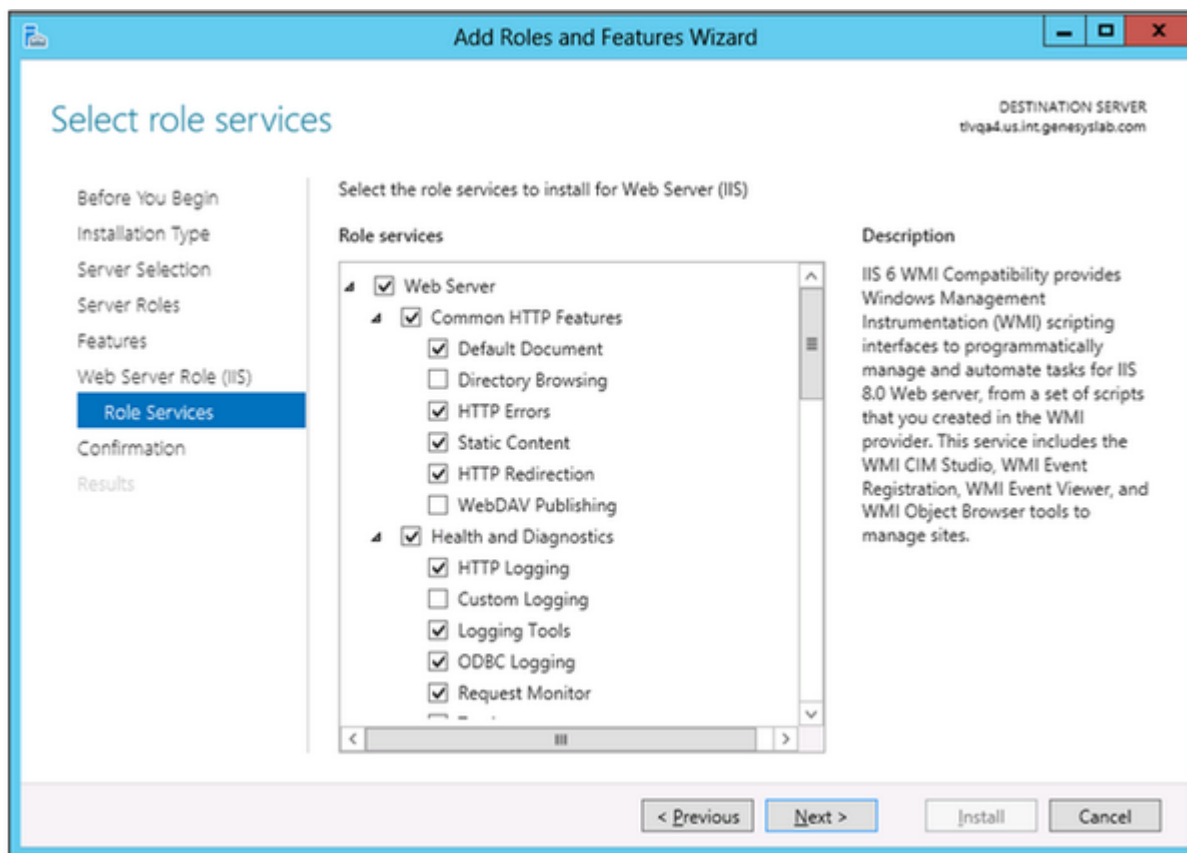 Add Roles and Features Wizard
Select role services
DESTINATION SERVER
tlvqa4.us.int.genesyslab.com
Before You Begin
Installation Type
Server Selection
Server Roles
Features
Web Server Role (IIS)
Role Services
Confirmation
Results
Select the role services to install for Web Server (IIS)
Role services
Web Server
Common HTTP Features
Default Document
Directory Browsing
HTTP Errors
Static Content
HTTP Redirection
WebDAV Publishing
Health and Diagnostics
HTTP Logging
Custom Logging
Logging Tools
ODBC Logging
Request Monitor
Description
IIS 6 WMI Compatibility provides
Windows Management
Instrumentation (WMI) scripting
interfaces to programmatically
manage and automate tasks for IIS
8.0 Web server, from a set of scripts
that you created in the WMI
provider. This service includes the
WMI CIM Studio, WMI Event
Registration, WMI Event Viewer, and
WMI Object Browser tools to
manage sites.
< Previous
Next >
Install
Cancel